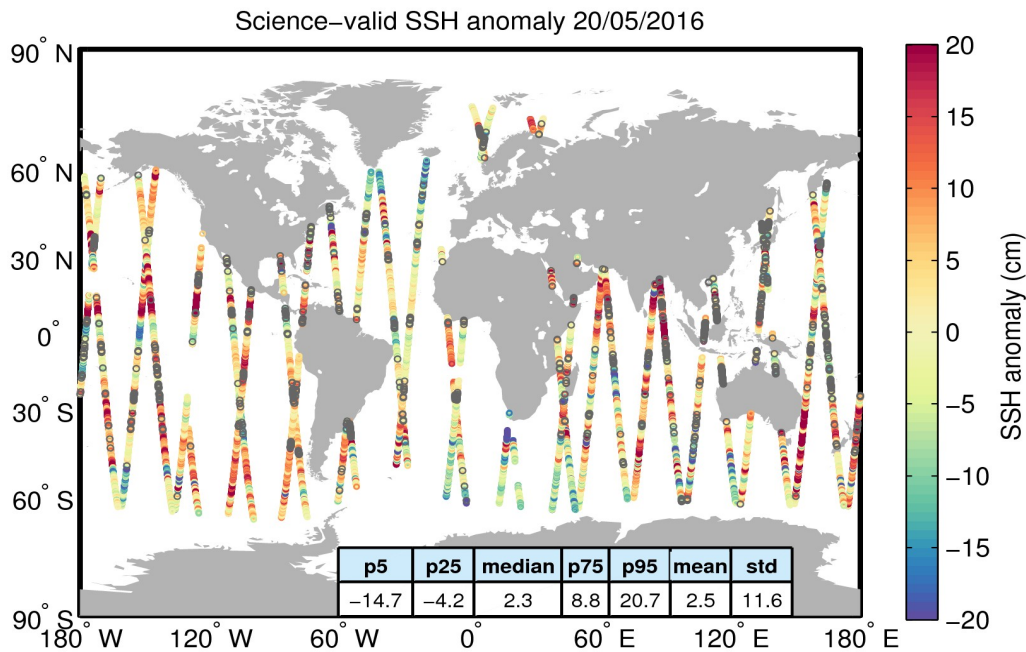 Science−valid SSH anomaly 20/05/2016
90° N
60° N
30° N
0°
30° S
60° S
90° S
180° W
120° W
60° W
0°
60° E
120° E
180° E
p5 p25 median p75 p95 mean std
−14.7 −4.2 2.3 8.8 20.7 2.5 11.6
20
15
10
5
0
−5
−10
−15
−20
SSH anomaly (cm)